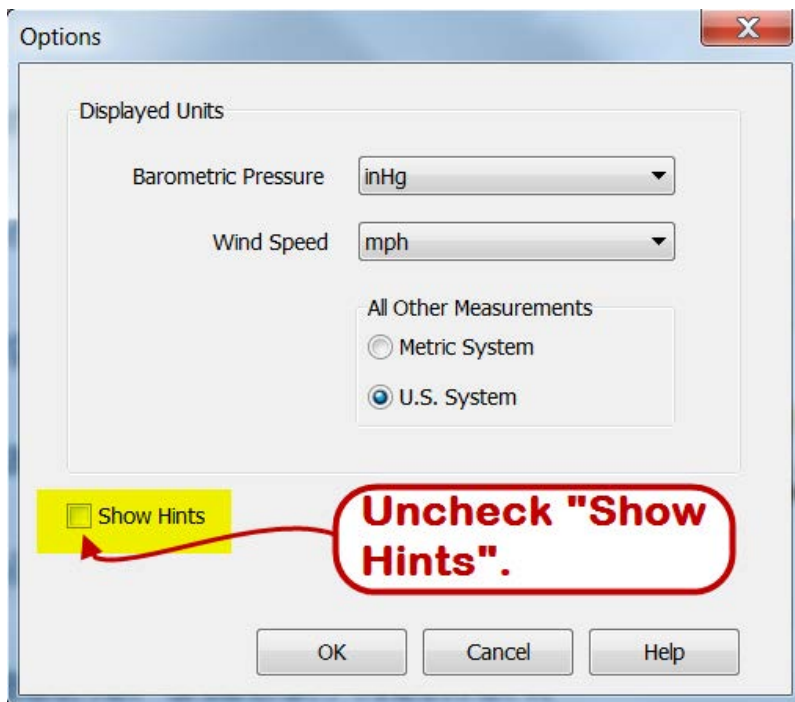 Options
X
Displayed Units
Barometric Pressure
inHg
Wind Speed
mph
All Other Measurements
Metric System
U.S. System
Show Hints
Uncheck "Show
Hints".
OK
Cancel
Help